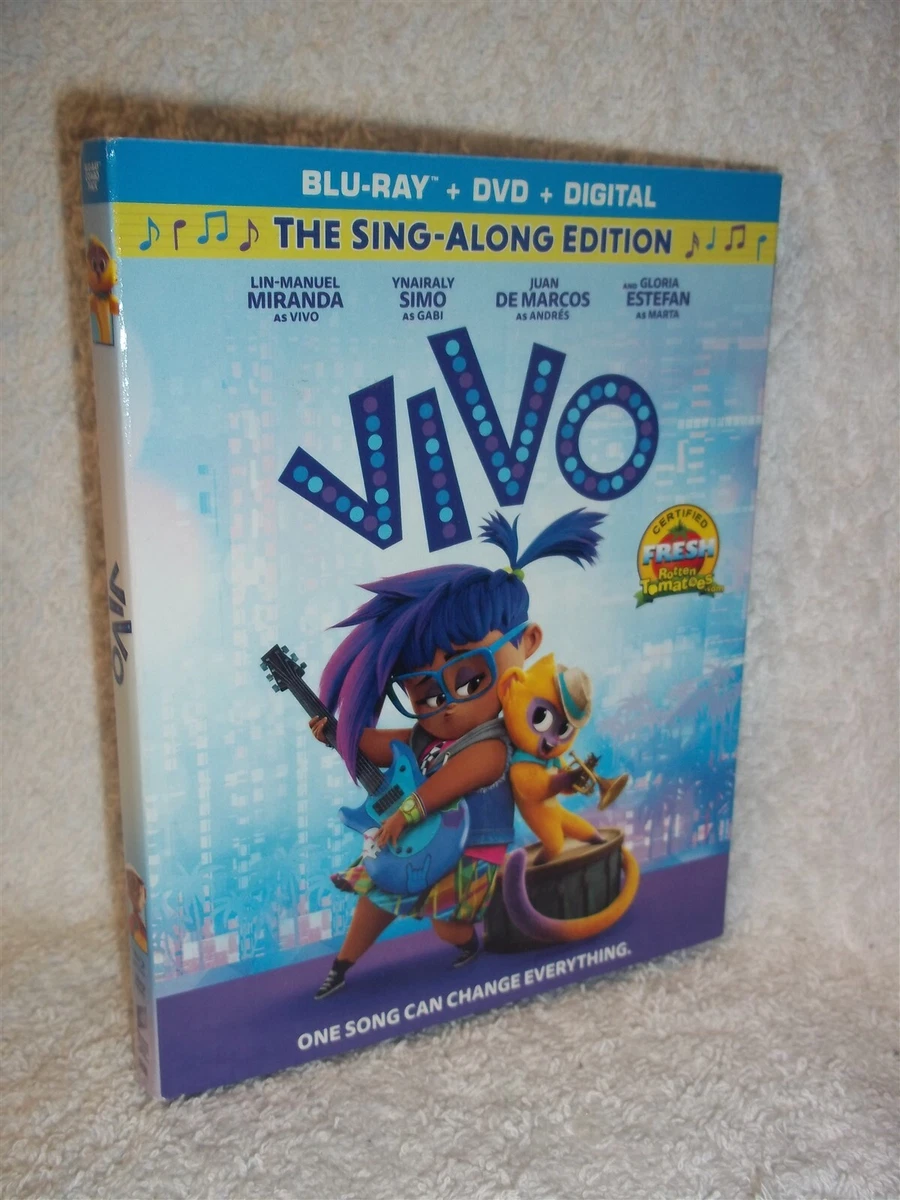 BLU-RAY™ + DVD + DIGITAL
THE SING-ALONG EDITION
LIN-MANUEL
MIRANDA
AS VIVO
YNAIRALY
SIMO
AS GABI
JUAN
DE MARCOS
AS ANDRÉS
AND GLORIA
ESTEFAN
AS MARTA
VIVO
CERTIFIED
FRESH
Rotten
Tomatoes
ONE SONG CAN CHANGE EVERYTHING.
VIVO